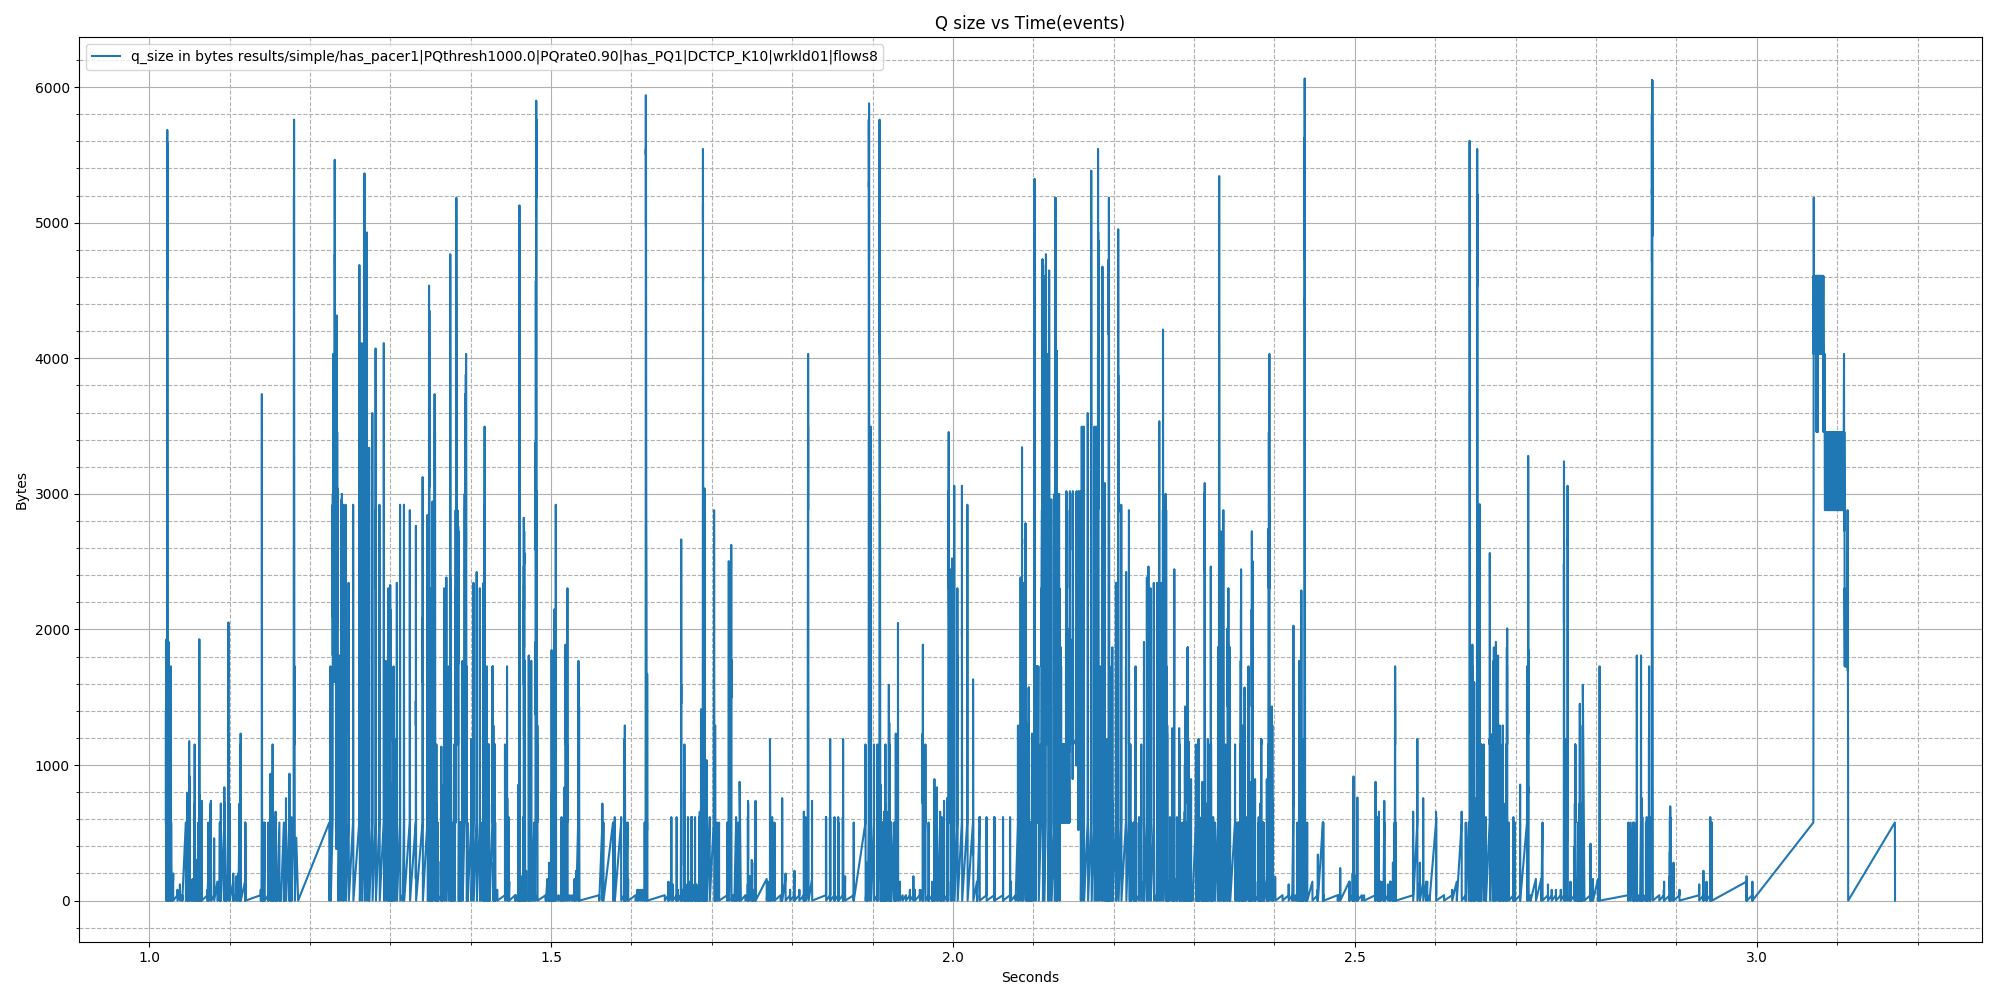 Q size vs Time(events)
q_size in bytes results/simple/has_pacer1|PQthresh1000.0|PQrate0.90|has_PQ1|DCTCP_K10|wrkld01|flows8
6000
5000
4000
3000
2000
1000
0
Bytes
1.0 1.5 2.0 2.5 3.0
Seconds